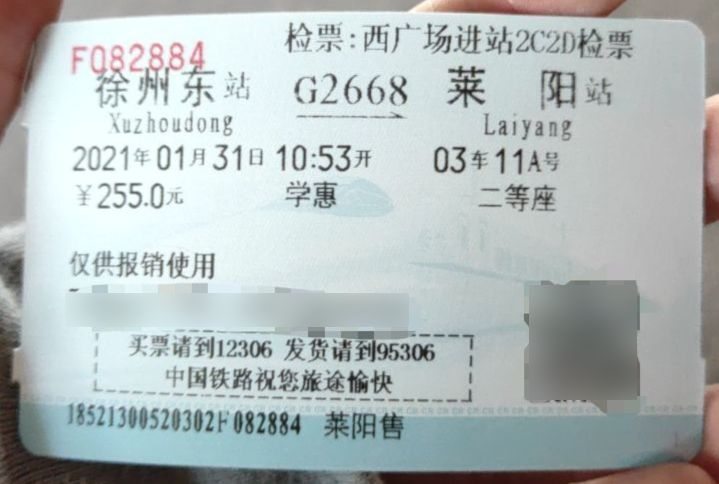 检票:西广场进站2C2D检票
F082884
徐州东站 G2668 莱阳站
Xuzhoudong Laiyang
2021年01月31日 10:53开 03车11A号
¥255.0元 学惠 二等座
仅供报销使用
买票请到12306 发货请到95306
中国铁路祝您旅途愉快
18521300520302F082884 莱阳售